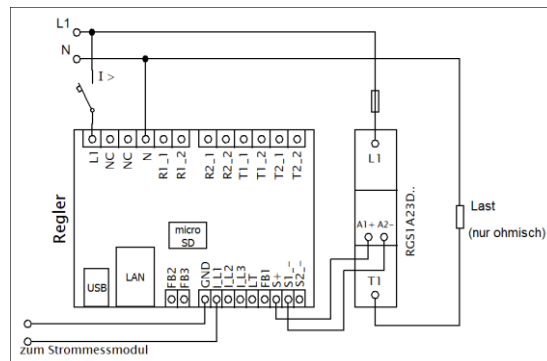 L1
N
I >
L1
NC
NC
N
R1_1
R1_2
R2_1
R2_2
T1_1
T1_2
T2_1
T2_2
Regler
micro
SD
USB
LAN
FB2
FB3
GND
I_L1
I_L2
I_L3
LT
FB1
S+
S1_-
S2_-
L1
A1+
A2-
T1
RGS1A23D..
Last
(nur ohmisch)
zum Strommessmodul